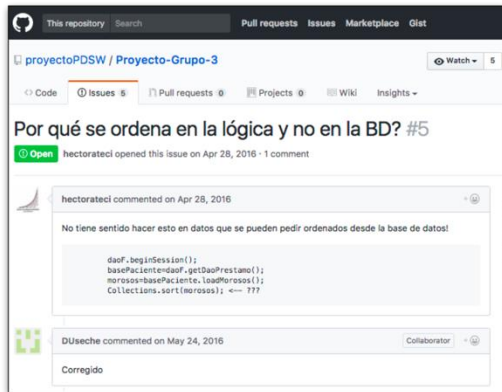 This repository Search Pull requests Issues Marketplace Gist
proyectoPDSW / Proyecto-Grupo-3
Watch 5
Code Issues 5 Pull requests 0 Projects 0 Wiki Insights
Por qué se ordena en la lógica y no en la BD? #5
Open hectorateci opened this issue on Apr 28, 2016 · 1 comment
hectorateci commented on Apr 28, 2016
No tiene sentido hacer esto en datos que se pueden pedir ordenados desde la base de datos!
daoF.beginSession();
basePaciente=daoF.getDaoPrestamo();
morosos=basePaciente.loadMorosos();
Collections.sort(morosos); <-- ???
DUseche commented on May 24, 2016 Collaborator
Corregido